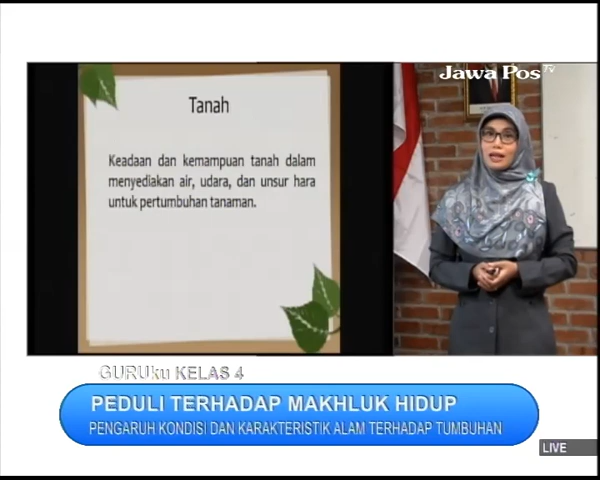 Jawa Pos TV
Tanah
Keadaan dan kemampuan tanah dalam
menyediakan air, udara, dan unsur hara
untuk pertumbuhan tanaman.
GURUku KELAS 4
PEDULI TERHADAP MAKHLUK HIDUP
PENGARUH KONDISI DAN KARAKTERISTIK ALAM TERHADAP TUMBUHAN
LIVE